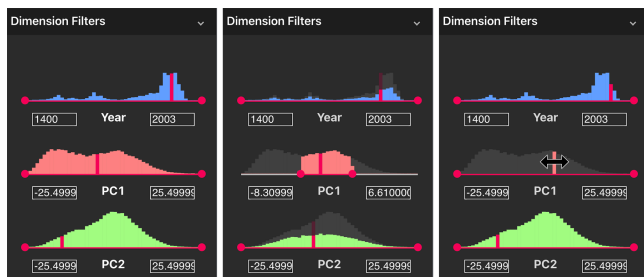 Dimension Filters Dimension Filters Dimension Filters
1400 Year 2003 1400 Year 2003 1400 Year 2003
-25.4999 PC1 25.49999 -8.30999 PC1 6.610000 -25.4999 PC1 25.49999
-25.4999 PC2 25.49999 -25.4999 PC2 25.49999 -25.4999 PC2 25.49999